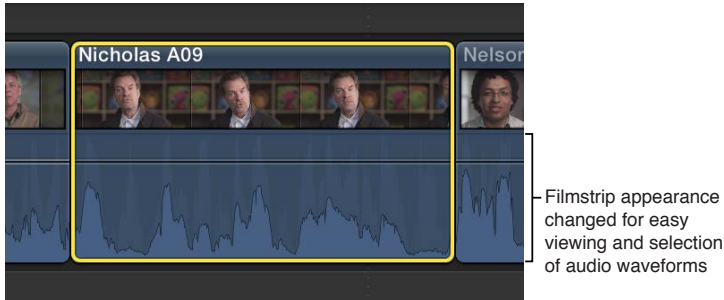 Nicholas A09
Nelson
Filmstrip appearance
changed for easy
viewing and selection
of audio waveforms